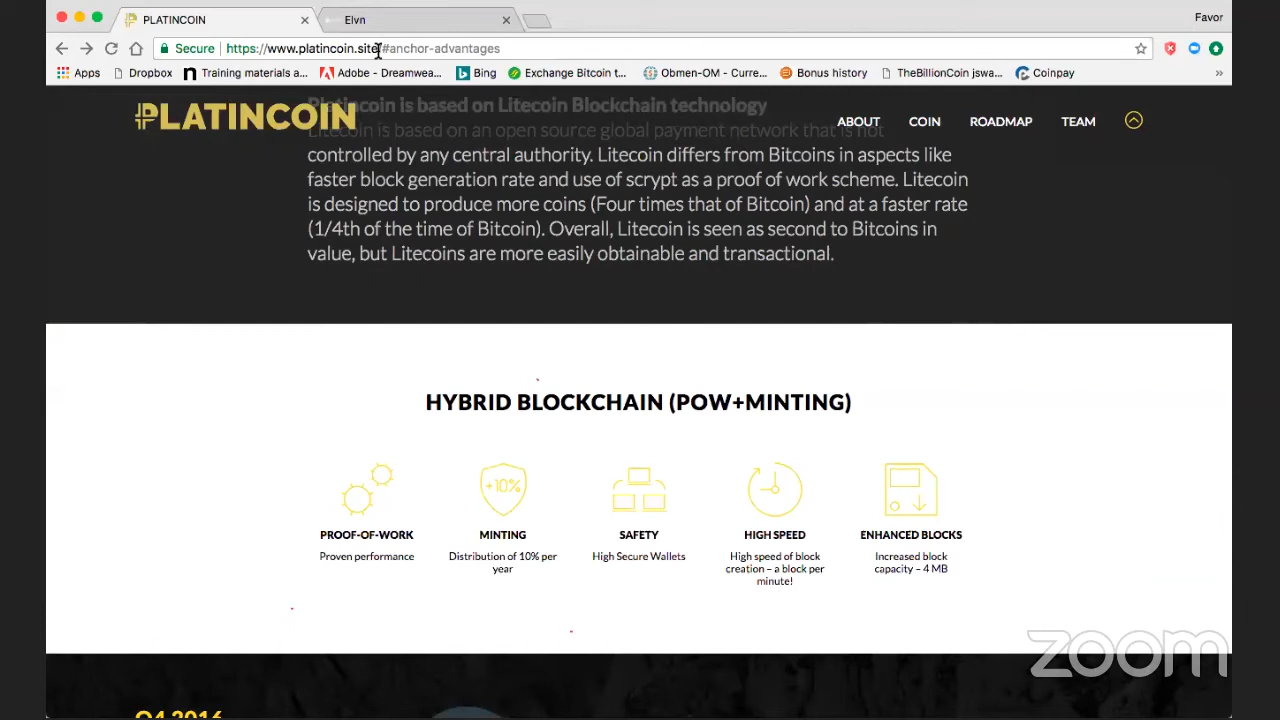 PLATINCOIN
Elvn
Favor
Secure https://www.platincoin.site/#anchor-advantages
Apps Dropbox Training materials a... Adobe - Dreamwea... Bing Exchange Bitcoin t... Obmen-OM - Curre... Bonus history TheBillionCoin jswa... Coinpay »
Platincoin is based on Litecoin Blockchain technology
PLATINCOIN
ABOUT COIN ROADMAP TEAM
Litecoin is based on an open source global payment network that is not
controlled by any central authority. Litecoin differs from Bitcoins in aspects like
faster block generation rate and use of scrypt as a proof of work scheme. Litecoin
is designed to produce more coins (Four times that of Bitcoin) and at a faster rate
(1/4th of the time of Bitcoin). Overall, Litecoin is seen as second to Bitcoins in
value, but Litecoins are more easily obtainable and transactional.
HYBRID BLOCKCHAIN (POW+MINTING)
+10%
PROOF-OF-WORK
Proven performance
MINTING
Distribution of 10% per
year
SAFETY
High Secure Wallets
HIGH SPEED
High speed of block
creation – a block per
minute!
ENHANCED BLOCKS
Increased block
capacity – 4 MB
zoom
Q4 2016